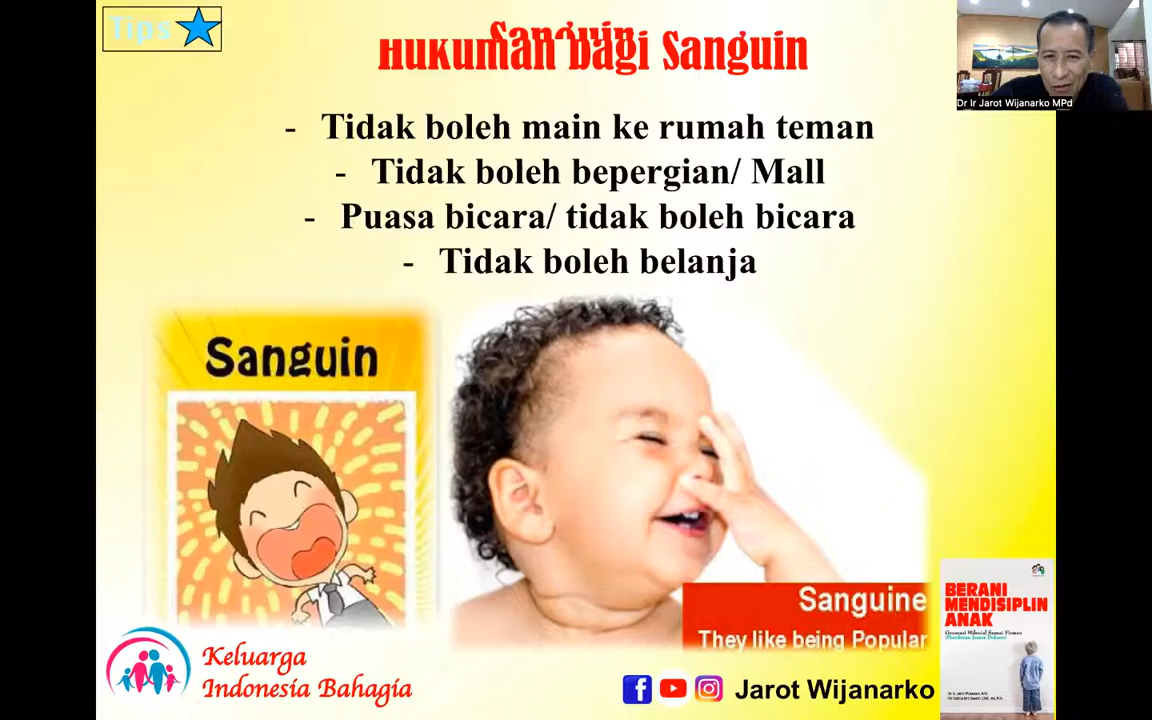 Tips
Sanguin
Hukuman bagi Sanguin
Dr Ir Jarot Wijanarko MPd
- Tidak boleh main ke rumah teman
- Tidak boleh bepergian/ Mall
- Puasa bicara/ tidak boleh bicara
- Tidak boleh belanja
Sanguin
Sanguine
They like being Popular
BERANI
MENDISIPLIN
ANAK
Keluarga
Indonesia Bahagia
Jarot Wijanarko